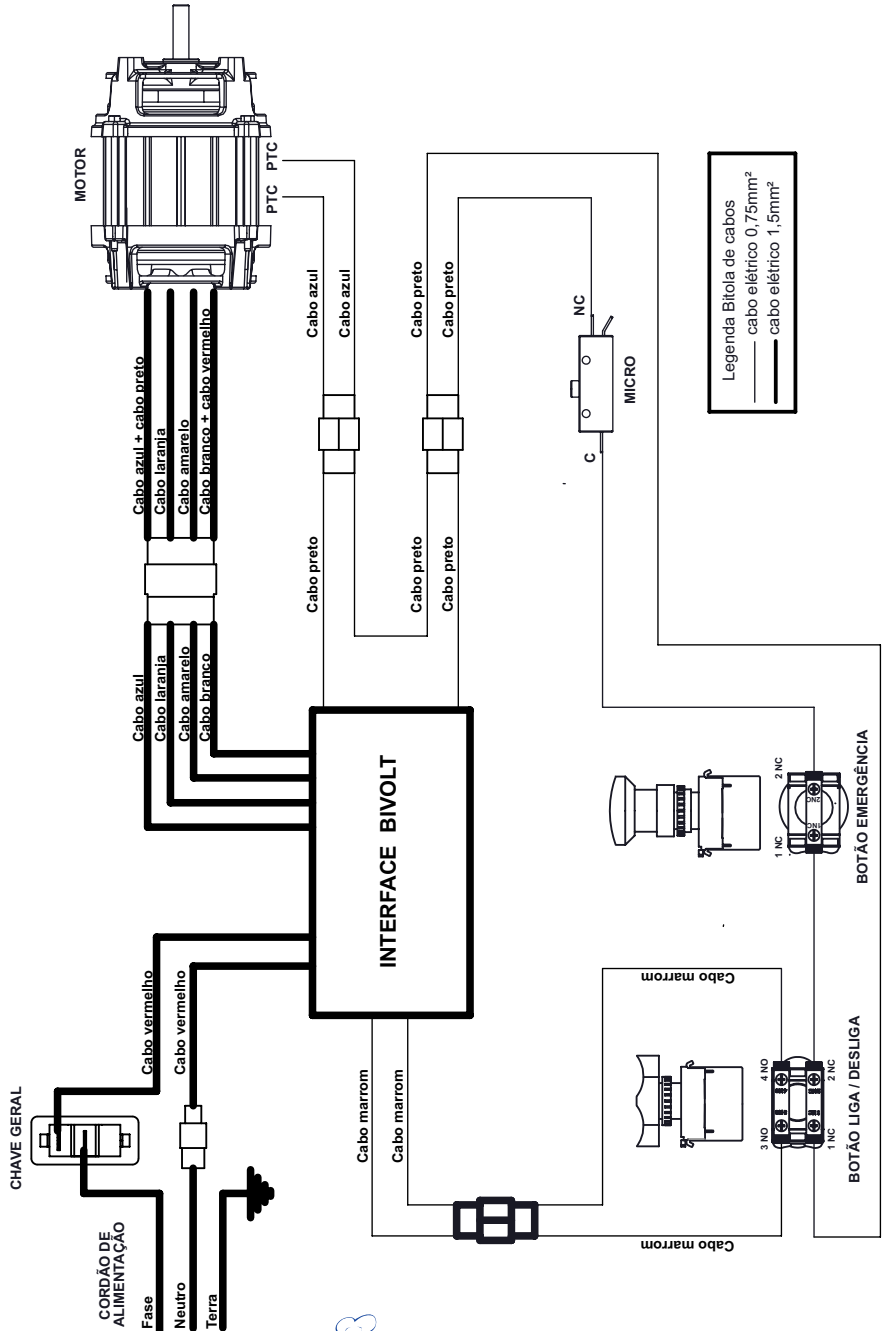 MOTOR
PTC
PTC
Cabo azul + cabo preto
Cabo laranja
Cabo amarelo
Cabo branco + cabo vermelho
Cabo azul
Cabo laranja
Cabo amarelo
Cabo branco
Cabo azul
Cabo azul
Cabo preto
Cabo preto
Cabo preto
Cabo preto
Cabo preto
NC
MICRO
C
Legenda Bitola de cabos
cabo elétrico 0,75mm²
cabo elétrico 1,5mm²
INTERFACE BIVOLT
CHAVE GERAL
Cabo vermelho
Cabo vermelho
CORDÃO DE
ALIMENTAÇÃO
Fase
Neutro
Terra
Cabo marrom
Cabo marrom
Cabo marrom
Cabo marrom
1 NC
2 NC
1NC
2NC
BOTÃO EMERGÊNCIA
3 NO
4 NO
1 NC
2 NC
BOTÃO LIGA / DESLIGA